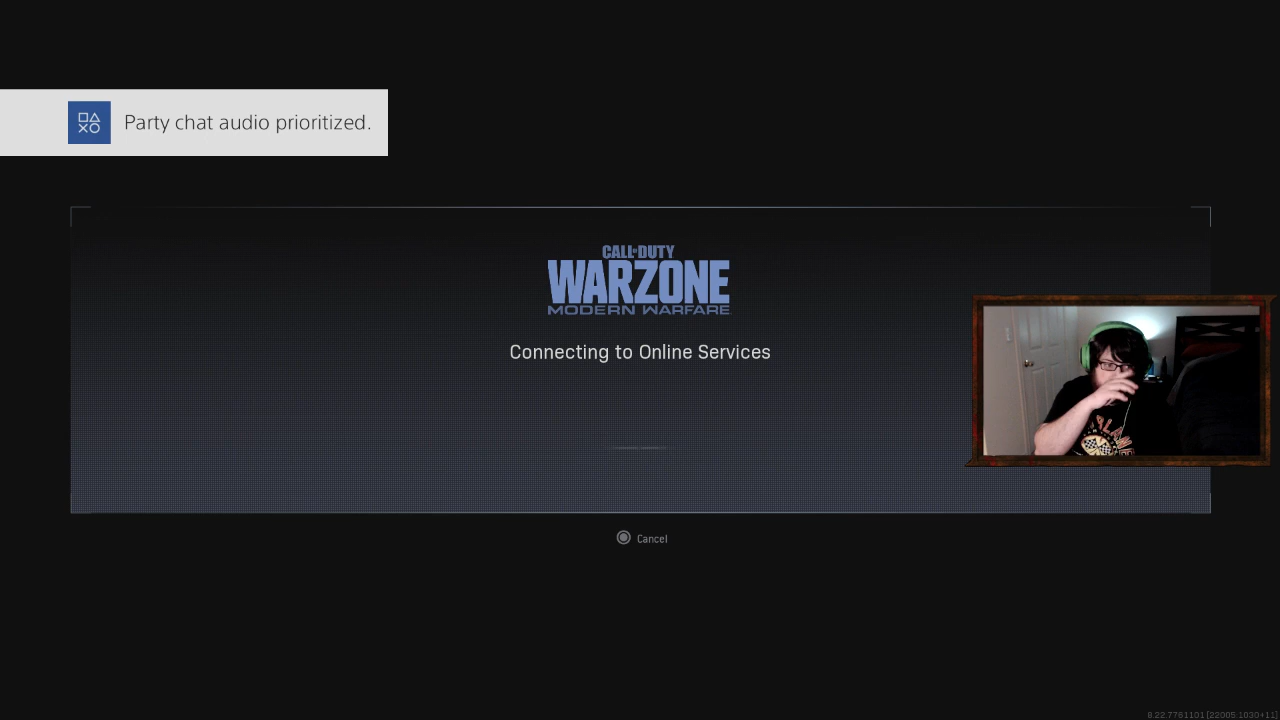 Party chat audio prioritized.
CALL OF DUTY
WARZONE
MODERN WARFARE
Connecting to Online Services
Cancel